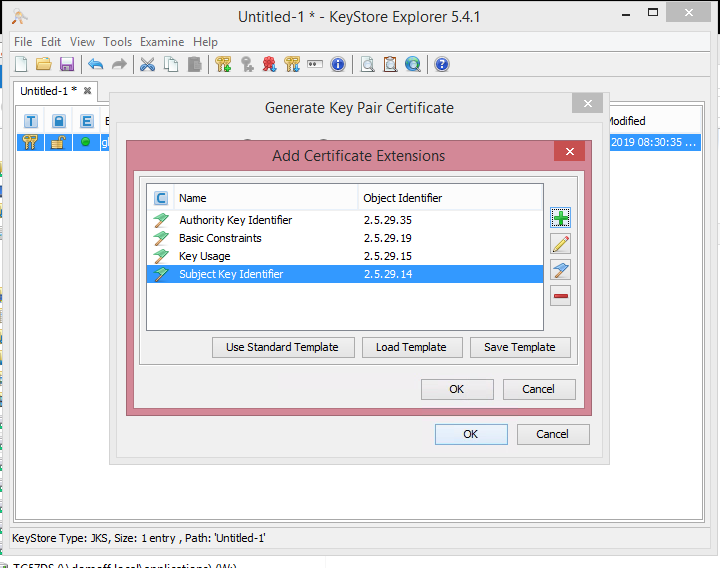 Untitled-1 * - KeyStore Explorer 5.4.1
File Edit View Tools Examine Help
Untitled-1 *
Generate Key Pair Certificate
T E Modified
2019 08:30:35 ...
Add Certificate Extensions
C Name Object Identifier
Authority Key Identifier 2.5.29.35
Basic Constraints 2.5.29.19
Key Usage 2.5.29.15
Subject Key Identifier 2.5.29.14
Use Standard Template Load Template Save Template
OK Cancel
OK Cancel
KeyStore Type: JKS, Size: 1 entry , Path: 'Untitled-1'